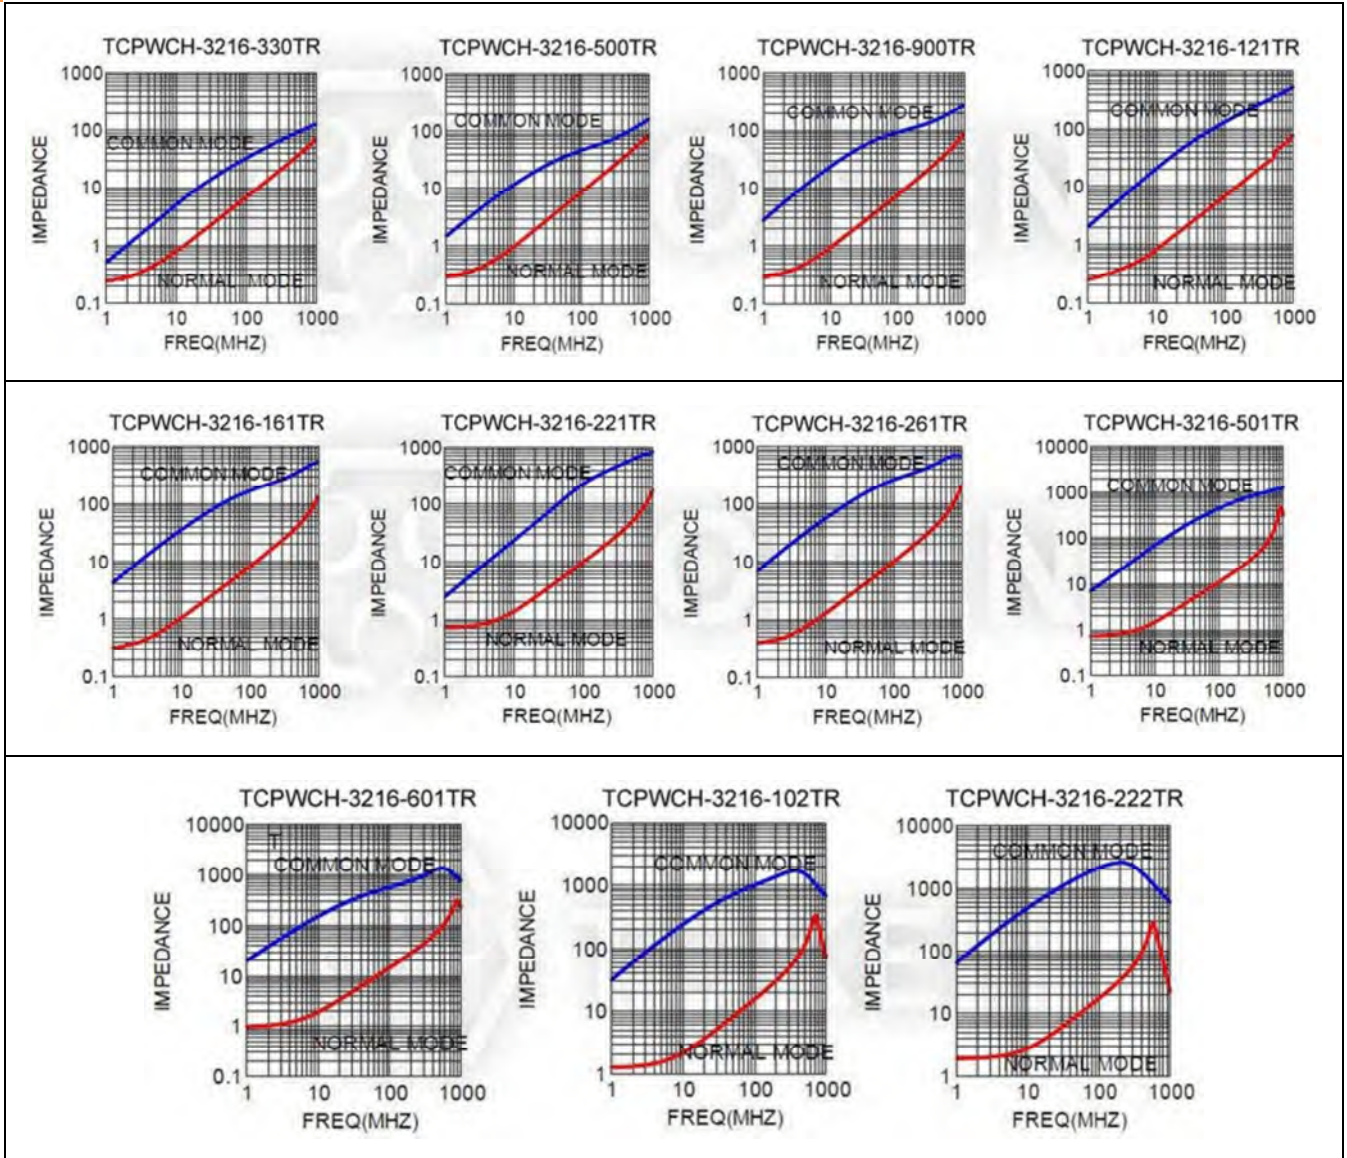 TCPWCH-3216-330TR
TCPWCH-3216-500TR
TCPWCH-3216-900TR
TCPWCH-3216-121TR
IMPEDANCE
1000
100
10
1
0.1
COMMON MODE
NORMAL MODE
1 10 100 1000
FREQ(MHZ)
IMPEDANCE
1000
100
10
1
0.1
COMMON MODE
NORMAL MODE
1 10 100 1000
FREQ(MHZ)
IMPEDANCE
1000
100
10
1
0.1
COMMON MODE
NORMAL MODE
1 10 100 1000
FREQ(MHZ)
IMPEDANCE
1000
100
10
1
0.1
COMMON MODE
NORMAL MODE
1 10 100 1000
FREQ(MHZ)
TCPWCH-3216-161TR
TCPWCH-3216-221TR
TCPWCH-3216-261TR
TCPWCH-3216-501TR
IMPEDANCE
1000
100
10
1
0.1
COMMON MODE
NORMAL MODE
1 10 100 1000
FREQ(MHZ)
IMPEDANCE
1000
100
10
1
0.1
COMMON MODE
NORMAL MODE
1 10 100 1000
FREQ(MHZ)
IMPEDANCE
1000
100
10
1
0.1
COMMON MODE
NORMAL MODE
1 10 100 1000
FREQ(MHZ)
IMPEDANCE
10000
1000
100
10
1
0.1
COMMON MODE
NORMAL MODE
1 10 100 1000
FREQ(MHZ)
TCPWCH-3216-601TR
TCPWCH-3216-102TR
TCPWCH-3216-222TR
IMPEDANCE
10000
1000
100
10
1
0.1
T
COMMON MODE
NORMAL MODE
1 10 100 1000
FREQ(MHZ)
IMPEDANCE
10000
1000
100
10
1
COMMON MODE
NORMAL MODE
1 10 100 1000
FREQ(MHZ)
IMPEDANCE
10000
1000
100
10
1
COMMON MODE
NORMAL MODE
1 10 100 1000
FREQ(MHZ)